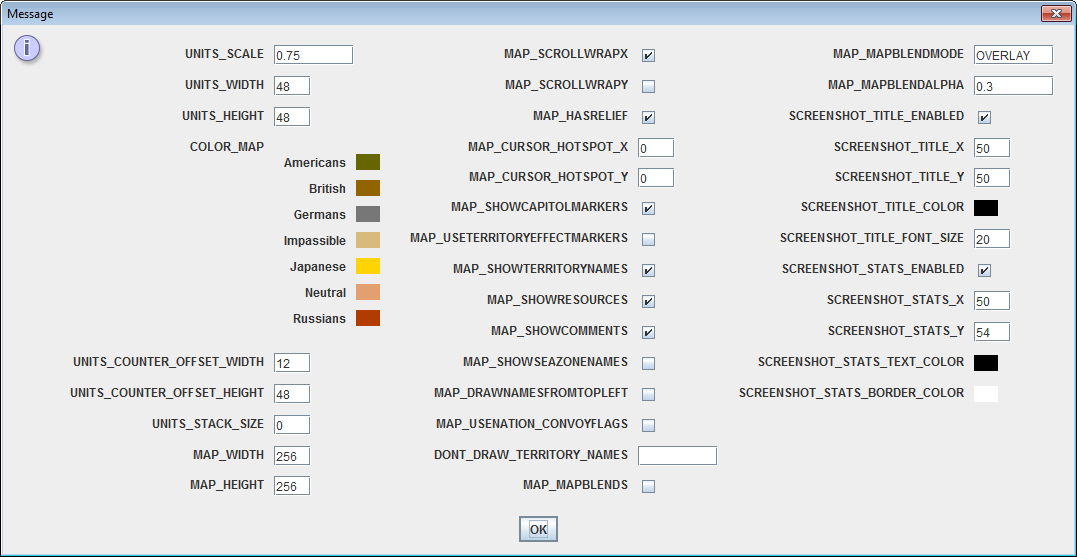 Message
UNITS_SCALE 0.75
UNITS_WIDTH 48
UNITS_HEIGHT 48
COLOR_MAP
Americans
British
Germans
Impassible
Japanese
Neutral
Russians
UNITS_COUNTER_OFFSET_WIDTH 12
UNITS_COUNTER_OFFSET_HEIGHT 48
UNITS_STACK_SIZE 0
MAP_WIDTH 256
MAP_HEIGHT 256
MAP_SCROLLWRAPX
MAP_SCROLLWRAPY
MAP_HASRELIEF
MAP_CURSOR_HOTSPOT_X 0
MAP_CURSOR_HOTSPOT_Y 0
MAP_SHOWCAPITOLMARKERS
MAP_USETERRITORYEFFECTMARKERS
MAP_SHOWTERRITORYNAMES
MAP_SHOWRESOURCES
MAP_SHOWCOMMENTS
MAP_SHOWSEAZONENAMES
MAP_DRAWNAMESFROMTOPLEFT
MAP_USENATION_CONVOYFLAGS
DONT_DRAW_TERRITORY_NAMES
MAP_MAPBLENDS
MAP_MAPBLENDMODE OVERLAY
MAP_MAPBLENDALPHA 0.3
SCREENSHOT_TITLE_ENABLED
SCREENSHOT_TITLE_X 50
SCREENSHOT_TITLE_Y 50
SCREENSHOT_TITLE_COLOR
SCREENSHOT_TITLE_FONT_SIZE 20
SCREENSHOT_STATS_ENABLED
SCREENSHOT_STATS_X 50
SCREENSHOT_STATS_Y 54
SCREENSHOT_STATS_TEXT_COLOR
SCREENSHOT_STATS_BORDER_COLOR
OK